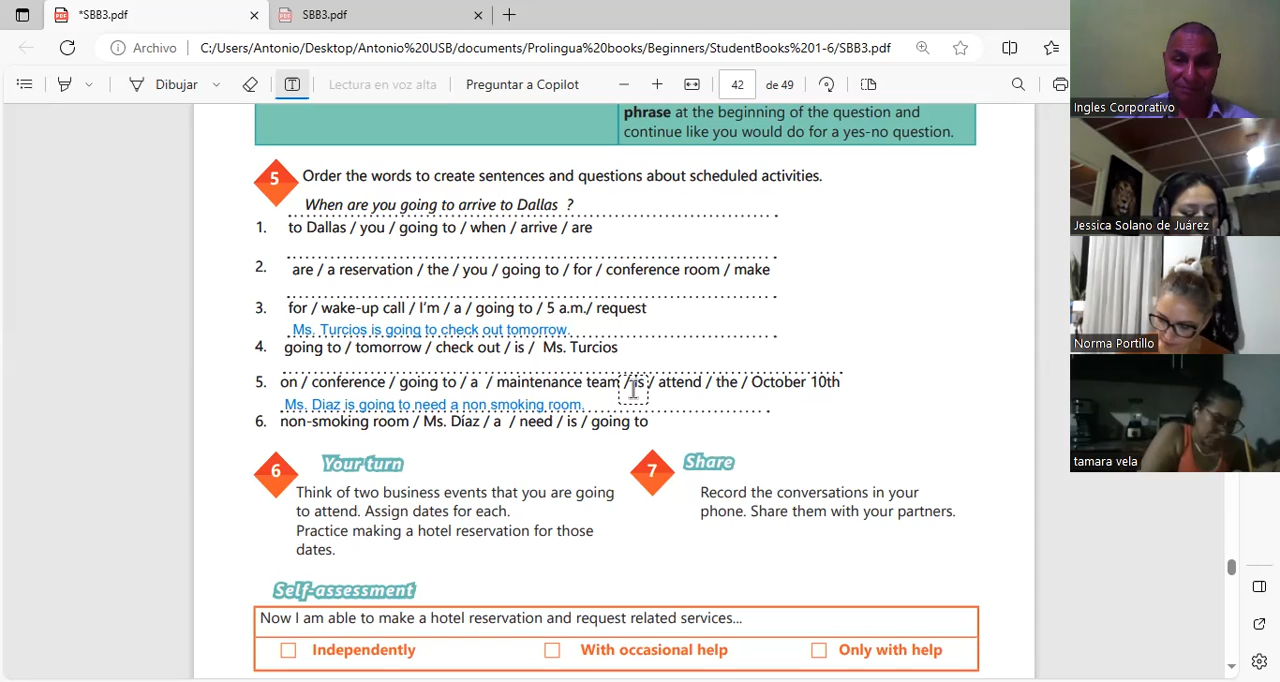 *SBB3.pdf
SBB3.pdf
Archivo
C:/Users/Antonio/Desktop/Antonio%20USB/documents/Prolingua%20books/Beginners/StudentBooks%201-6/SBB3.pdf
Dibujar
Lectura en voz alta
Preguntar a Copilot
42
de 49
phrase at the beginning of the question and
continue like you would do for a yes-no question.
5
Order the words to create sentences and questions about scheduled activities.
When are you going to arrive to Dallas ?
1. to Dallas / you / going to / when / arrive / are
2. are / a reservation / the / you / going to / for / conference room / make
3. for / wake-up call / I'm / a / going to / 5 a.m./ request
Ms. Turcios is going to check out tomorrow.
4. going to / tomorrow / check out / is / Ms. Turcios
5. on / conference / going to / a / maintenance team / is / attend / the / October 10th
Ms. Diaz is going to need a non smoking room.
6. non-smoking room / Ms. Díaz / a / need / is / going to
6
Your turn
Think of two business events that you are going
to attend. Assign dates for each.
Practice making a hotel reservation for those
dates.
7
Share
Record the conversations in your
phone. Share them with your partners.
Self-assessment
Now I am able to make a hotel reservation and request related services...
Independently
With occasional help
Only with help
Ingles Corporativo
Jessica Solano de Juárez
Norma Portillo
tamara vela